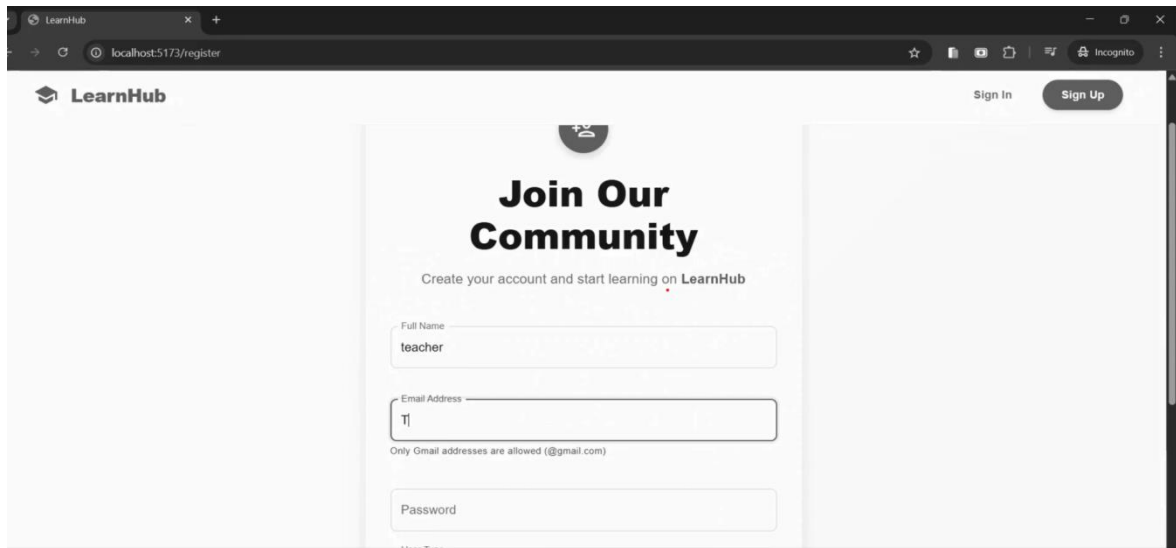 LearnHub
localhost:5173/register
Incognito
LearnHub
Sign In
Sign Up
Join Our
Community
Create your account and start learning on LearnHub
Full Name
teacher
Email Address
T
Only Gmail addresses are allowed (@gmail.com)
Password